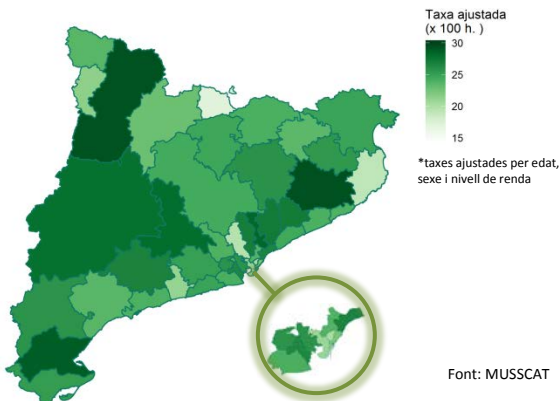 Taxa ajustada
(x 100 h. )
30
25
20
15
*taxes ajustades per edat,
sexe i nivell de renda
Font: MUSSCAT